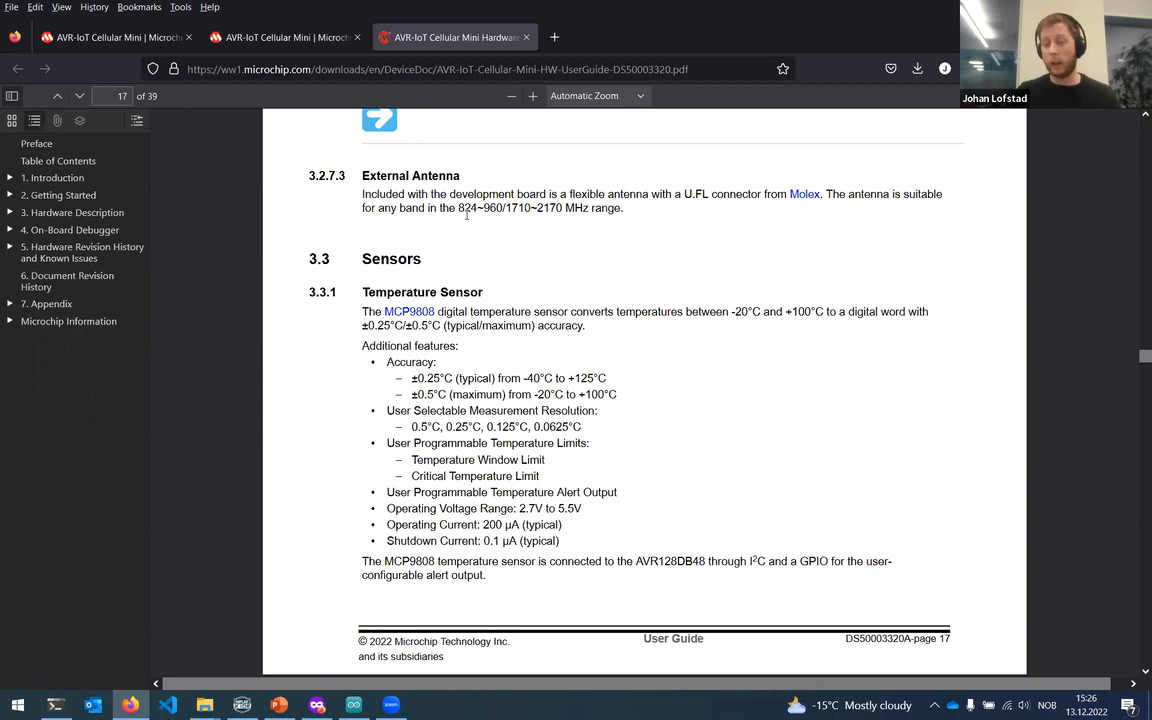 File Edit View History Bookmarks Tools Help
AVR-IoT Cellular Mini | Microch
AVR-IoT Cellular Mini | Microch
AVR-IoT Cellular Mini Hardware
https://ww1.microchip.com/downloads/en/DeviceDoc/AVR-IoT-Cellular-Mini-HW-UserGuide-DS50003320.pdf
J
Johan Lofstad
17 of 39
Automatic Zoom
Preface
Table of Contents
1. Introduction
2. Getting Started
3. Hardware Description
4. On-Board Debugger
5. Hardware Revision History
and Known Issues
6. Document Revision
History
7. Appendix
Microchip Information
3.2.7.3 External Antenna
Included with the development board is a flexible antenna with a U.FL connector from Molex. The antenna is suitable
for any band in the 824~960/1710~2170 MHz range.
3.3 Sensors
3.3.1 Temperature Sensor
The MCP9808 digital temperature sensor converts temperatures between -20°C and +100°C to a digital word with
±0.25°C/±0.5°C (typical/maximum) accuracy.
Additional features:
• Accuracy:
– ±0.25°C (typical) from -40°C to +125°C
– ±0.5°C (maximum) from -20°C to +100°C
• User Selectable Measurement Resolution:
– 0.5°C, 0.25°C, 0.125°C, 0.0625°C
• User Programmable Temperature Limits:
– Temperature Window Limit
– Critical Temperature Limit
• User Programmable Temperature Alert Output
• Operating Voltage Range: 2.7V to 5.5V
• Operating Current: 200 µA (typical)
• Shutdown Current: 0.1 µA (typical)
The MCP9808 temperature sensor is connected to the AVR128DB48 through I²C and a GPIO for the user-
configurable alert output.
© 2022 Microchip Technology Inc.
and its subsidiaries
User Guide
DS50003320A-page 17
-15°C Mostly cloudy
NOB
15:26
13.12.2022
7
zoom